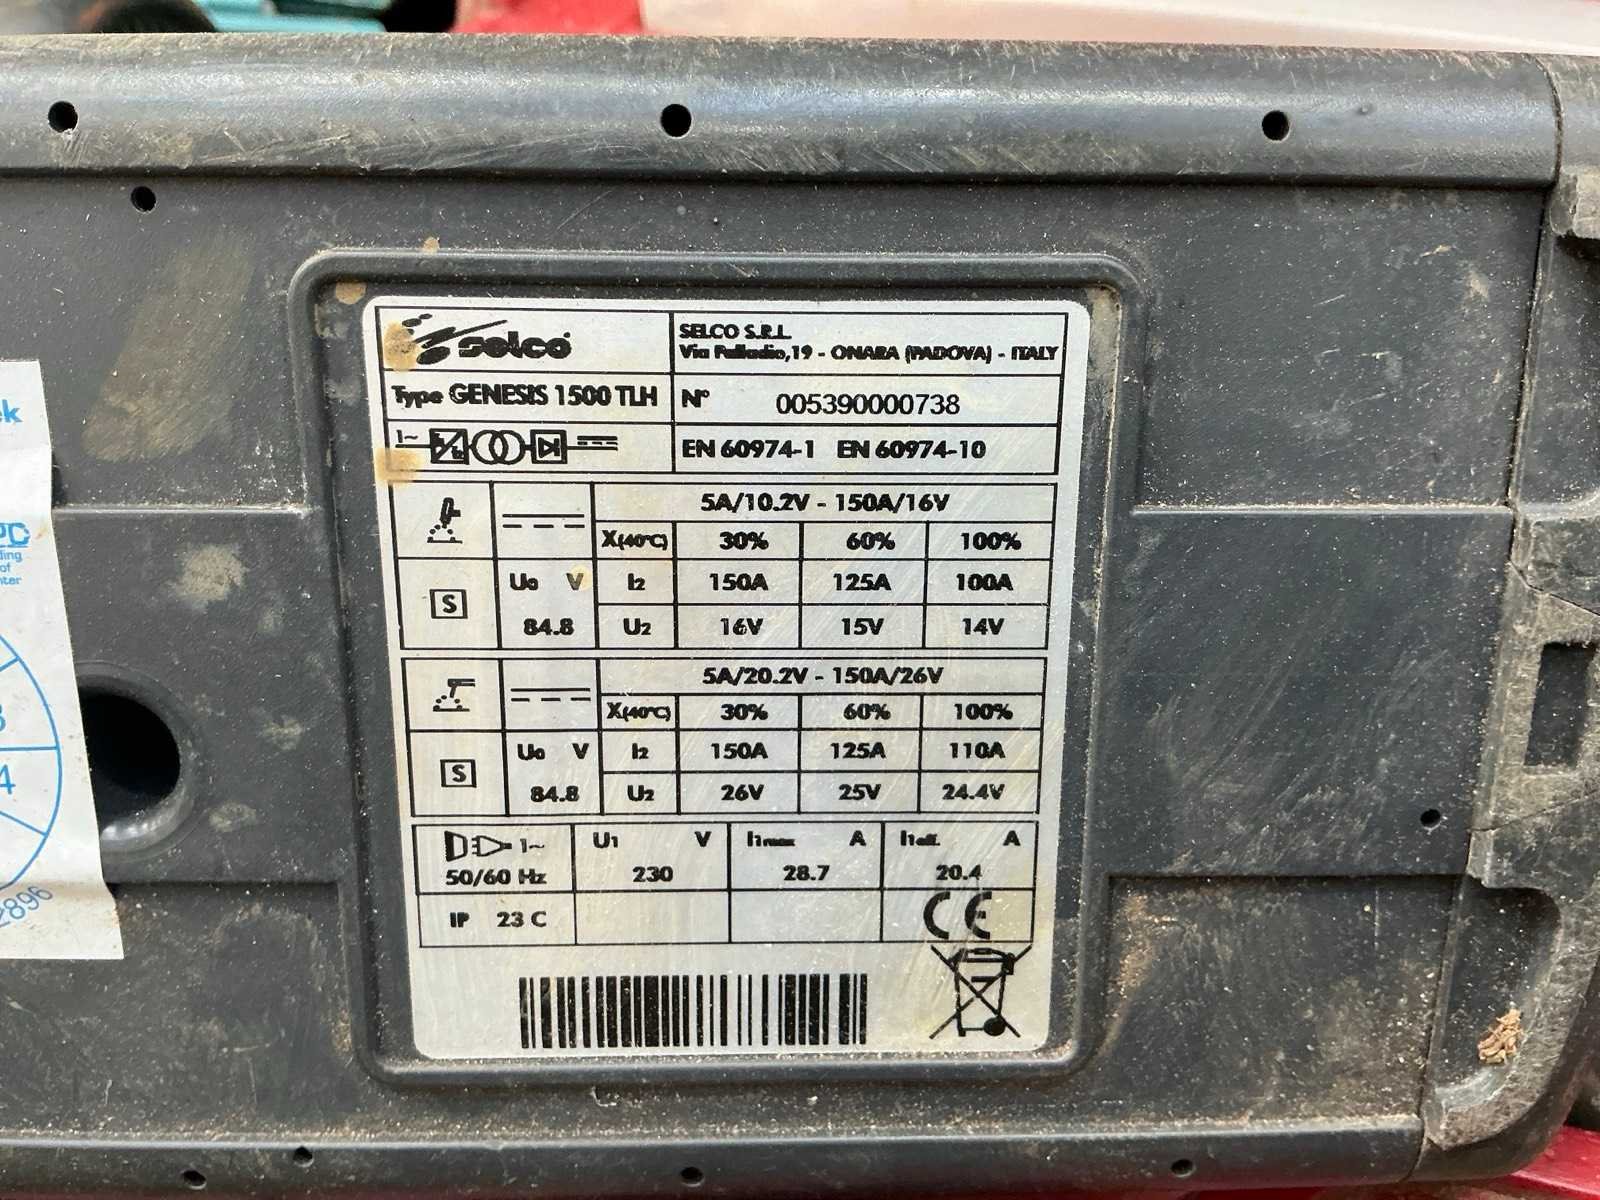 selco
SELCO S.R.L.
Via Palladio,19 - ONARA (PADOVA) - ITALY
Type GENESIS 1500 TLH
N° 005390000738
1~
EN 60974-1 EN 60974-10
5A/10.2V - 150A/16V
X(40°C) 30% 60% 100%
U0 V I2 150A 125A 100A
S
84.8 U2 16V 15V 14V
5A/20.2V - 150A/26V
X(40°C) 30% 60% 100%
U0 V I2 150A 125A 110A
S
84.8 U2 26V 25V 24.4V
1~ U1 V I1max A I1eff. A
50/60 Hz 230 28.7 20.4
IP 23 C CE
4
2896